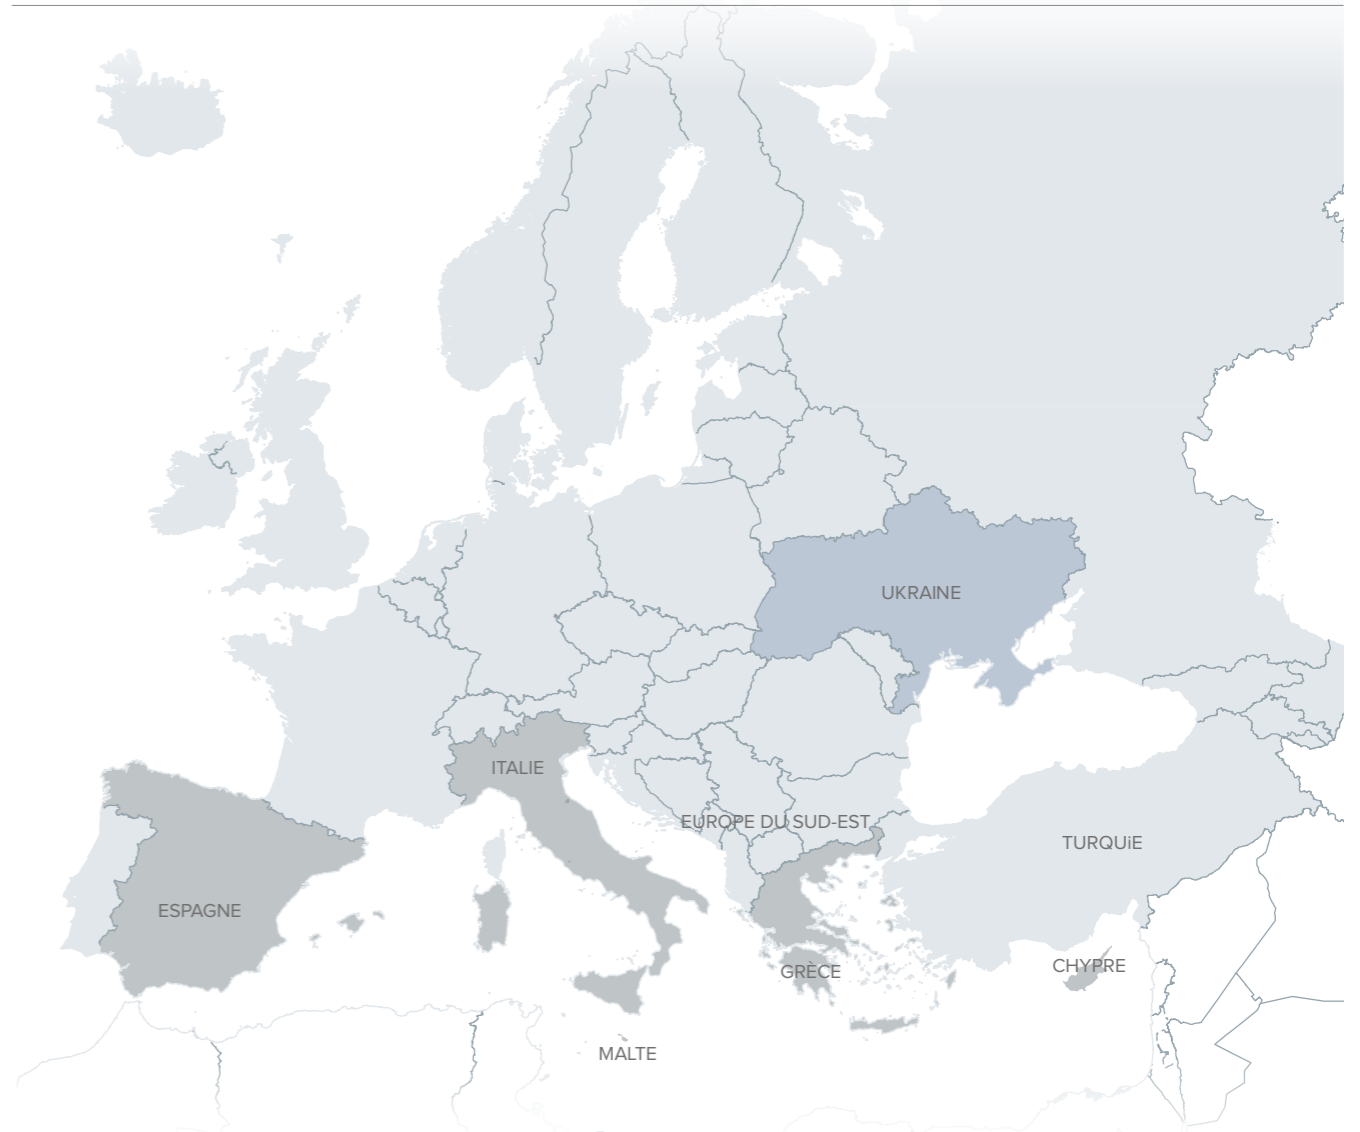 UKRAINE
ITALIE
EUROPE DU SUD-EST
TURQUiE
ESPAGNE
CHYPRE
GRÈCE
MALTE